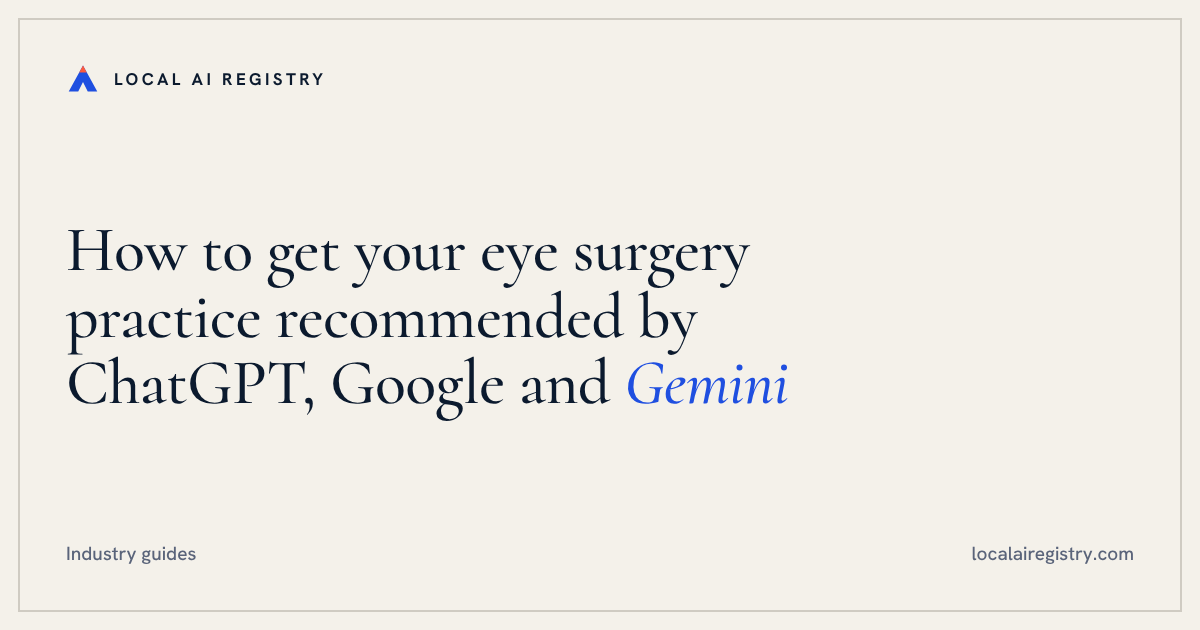 LOCAL AI REGISTRY
How to get your eye surgery
practice recommended by
ChatGPT, Google and Gemini
Industry guides
localairegistry.com